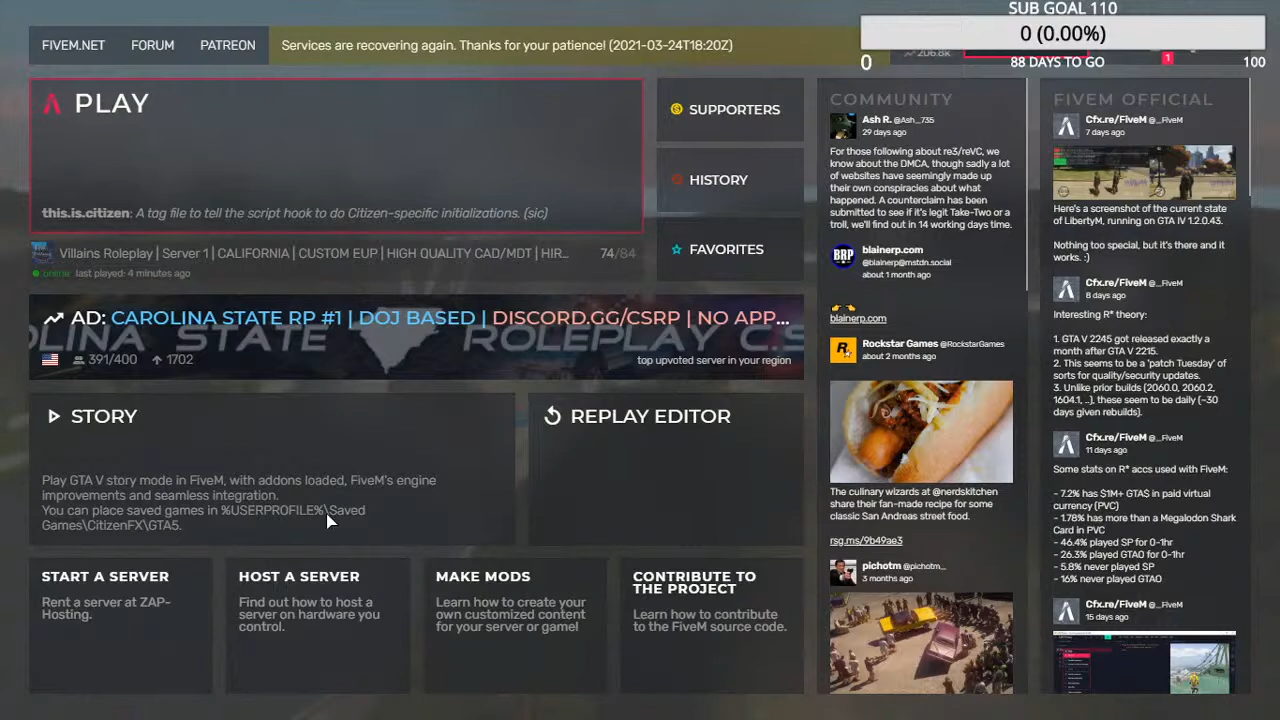 SUB GOAL 110
0 (0.00%)
0
88 DAYS TO GO
100
206.8k
1
FIVEM.NET
FORUM
PATREON
Services are recovering again. Thanks for your patience! (2021-03-24T18:20Z)
PLAY
this.is.citizen: A tag file to tell the script hook to do Citizen-specific initializations. (sic)
Villains Roleplay | Server 1 | CALIFORNIA | CUSTOM EUP | HIGH QUALITY CAD/MDT | HIR...
74/84
online
last played: 4 minutes ago
SUPPORTERS
HISTORY
FAVORITES
AD: CAROLINA STATE RP #1 | DOJ BASED | DISCORD.GG/CSRP | NO APP...
391/400
1702
top upvoted server in your region
STORY
Play GTA V story mode in FiveM, with addons loaded, FiveM's engine
improvements and seamless integration.
You can place saved games in %USERPROFILE%\Saved
Games\CitizenFX\GTA5.
REPLAY EDITOR
START A SERVER
Rent a server at ZAP-
Hosting.
HOST A SERVER
Find out how to host a
server on hardware you
control.
MAKE MODS
Learn how to create your
own customized content
for your server or game!
CONTRIBUTE TO
THE PROJECT
Learn how to contribute
to the FiveM source code.
COMMUNITY
Ash R. @Ash_735
29 days ago
For those following about re3/reVC, we
know about the DMCA, though sadly a lot
of websites have seemingly made up
their own conspiracies about what
happened. A counterclaim has been
submitted to see if it's legit Take-Two or a
troll, we'll find out in 14 working days time.
BRP
blainerp.com
@blainerp@mstdn.social
about 1 month ago
blainerp.com
Rockstar Games @RockstarGames
about 2 months ago
The culinary wizards at @nerdskitchen
share their fan-made recipe for some
classic San Andreas street food.
rsg.ms/9b49ae3
pichotm @pichotm_
3 months ago
FIVEM OFFICIAL
Cfx.re/FiveM @_FiveM
7 days ago
Here's a screenshot of the current state
of LibertyM, running on GTA IV 1.2.0.43.
Nothing too special, but it's there and it
works. :)
Cfx.re/FiveM @_FiveM
8 days ago
Interesting R* theory:
1. GTA V 2245 got released exactly a
month after GTA V 2215.
2. This seems to be a 'patch Tuesday' of
sorts for quality/security updates.
3. Unlike prior builds (2060.0, 2060.2,
1604.1, ..), these seem to be daily (~30
days given rebuilds).
Cfx.re/FiveM @_FiveM
11 days ago
Some stats on R* accs used with FiveM:
- 7.2% has $1M+ GTA$ in paid virtual
currency (PVC)
- 1.78% has more than a Megalodon Shark
Card in PVC
- 46.4% played SP for 0-1hr
- 26.3% played GTAO for 0-1hr
- 5.8% never played SP
- 16% never played GTAO
Cfx.re/FiveM @_FiveM
15 days ago